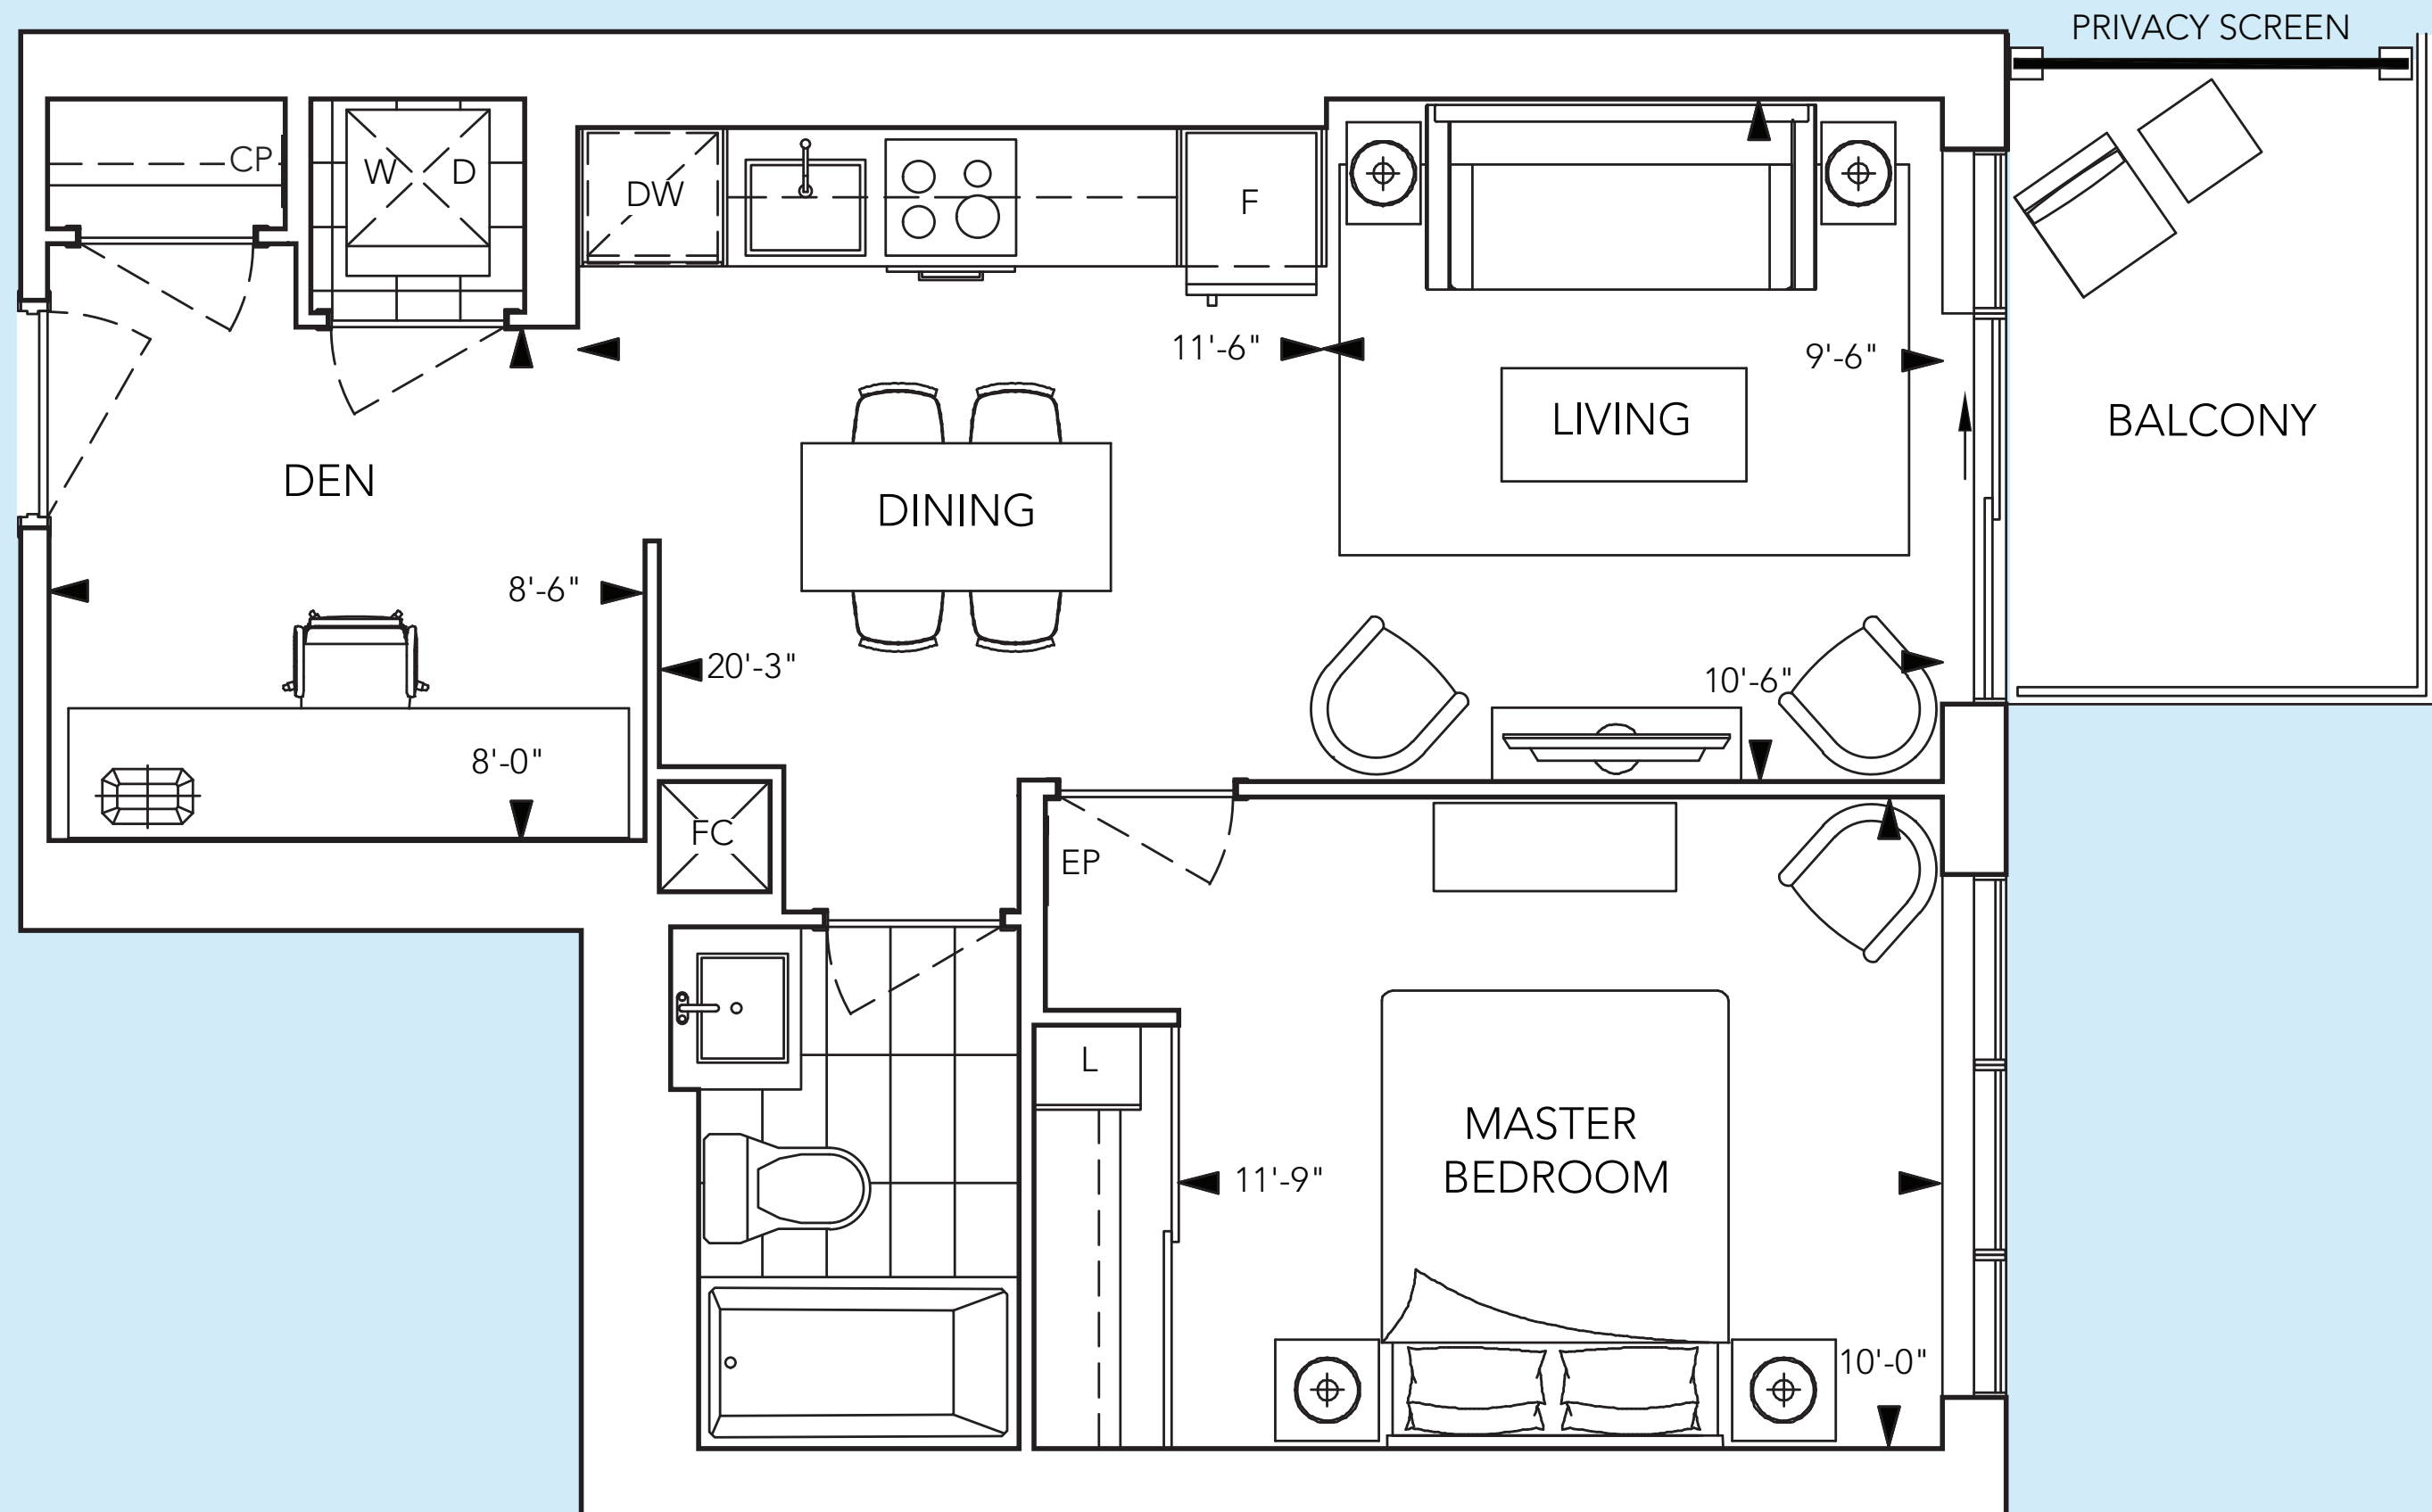 PRIVACY SCREEN
CP
W D
DW
F
11'-6"
9'-6"
LIVING
BALCONY
DEN
DINING
8'-6"
20'-3"
10'-6"
8'-0"
FC
EP
L
MASTER
BEDROOM
11'-9"
10'-0"